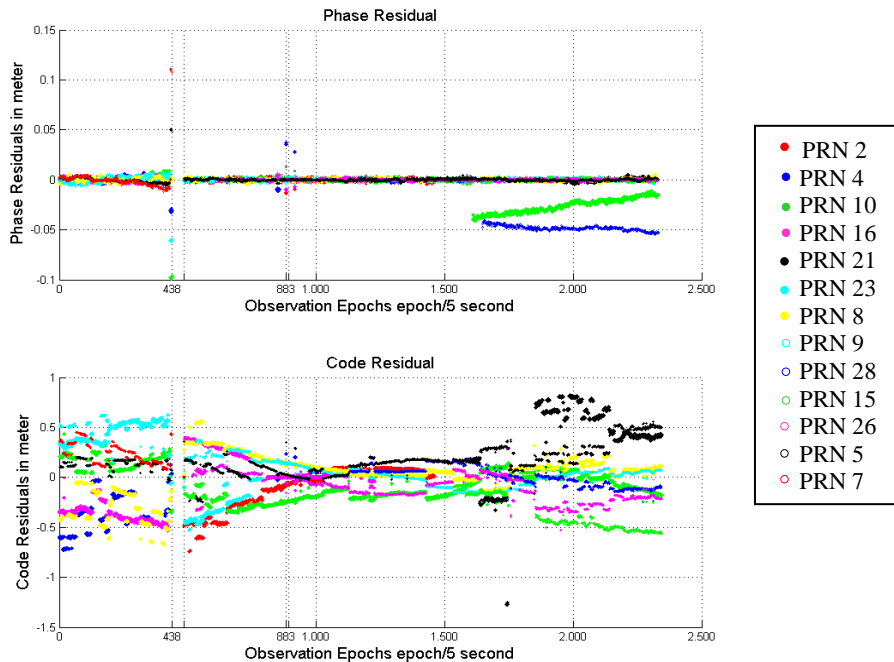 Phase Residual
Phase Residuals in meter
0.15
0.1
0.05
0
-0.05
-0.1
0 438 883 1.000 1.500 2.000 2.500
Observation Epochs epoch/5 second
Code Residual
Code Residuals in meter
1
0.5
0
-0.5
-1
-1.5
0 438 883 1.000 1.500 2.000 2.500
Observation Epochs epoch/5 second
PRN 2
PRN 4
PRN 10
PRN 16
PRN 21
PRN 23
PRN 8
PRN 9
PRN 28
PRN 15
PRN 26
PRN 5
PRN 7